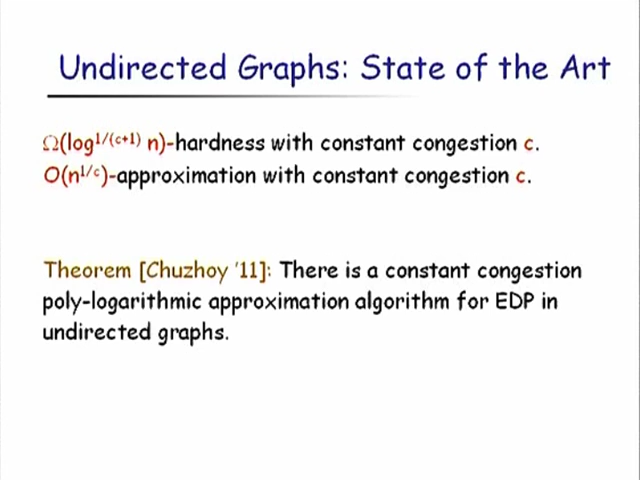 Undirected Graphs: State of the Art
Ω(log^{1/(c+1)} n)-hardness with constant congestion c.
O(n^{1/c})-approximation with constant congestion c.
Theorem [Chuzhoy '11]: There is a constant congestion
poly-logarithmic approximation algorithm for EDP in
undirected graphs.